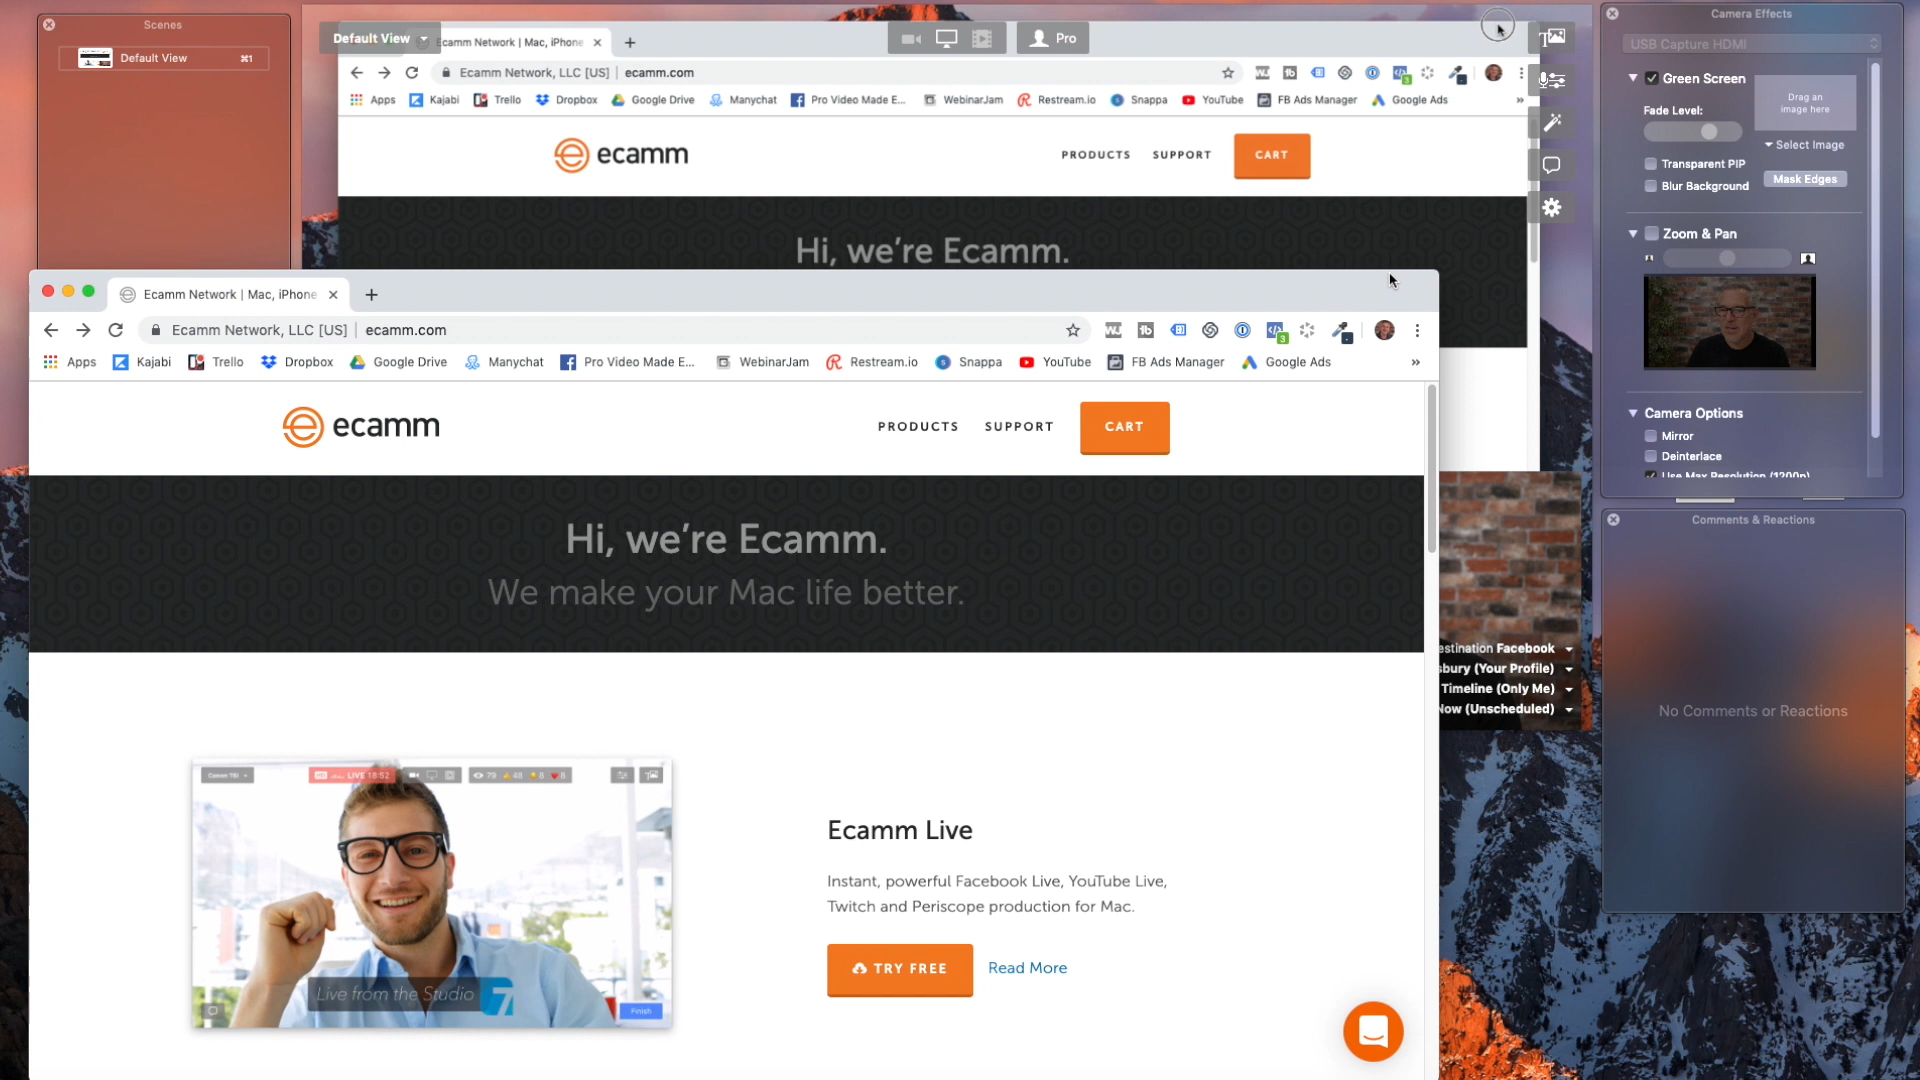 Scenes
Default View ⌘1
Default View
Ecamm Network | Mac, iPhone
Pro
Ecamm Network, LLC [US] | ecamm.com
Apps Kajabi Trello Dropbox Google Drive Manychat Pro Video Made E... WebinarJam Restream.io Snappa YouTube FB Ads Manager Google Ads »
ecamm
PRODUCTS SUPPORT CART
Hi, we're Ecamm.
Camera Effects
USB Capture HDMI
Green Screen
Drag an
image here
Fade Level:
Select Image
Transparent PIP
Blur Background
Mask Edges
Zoom & Pan
Camera Options
Mirror
Deinterlace
Use Max Resolution (1200p)
Comments & Reactions
No Comments or Reactions
Facebook
(Your Profile)
Timeline (Only Me)
(Unscheduled)
Ecamm Network | Mac, iPhone
Ecamm Network, LLC [US] | ecamm.com
3
Apps Kajabi Trello Dropbox Google Drive Manychat Pro Video Made E... WebinarJam Restream.io Snappa YouTube FB Ads Manager Google Ads »
ecamm
PRODUCTS SUPPORT CART
Hi, we're Ecamm.
We make your Mac life better.
LIVE 18:52
79 48 8 8
Live from the Studio 7
Finish
Ecamm Live
Instant, powerful Facebook Live, YouTube Live,
Twitch and Periscope production for Mac.
TRY FREE Read More